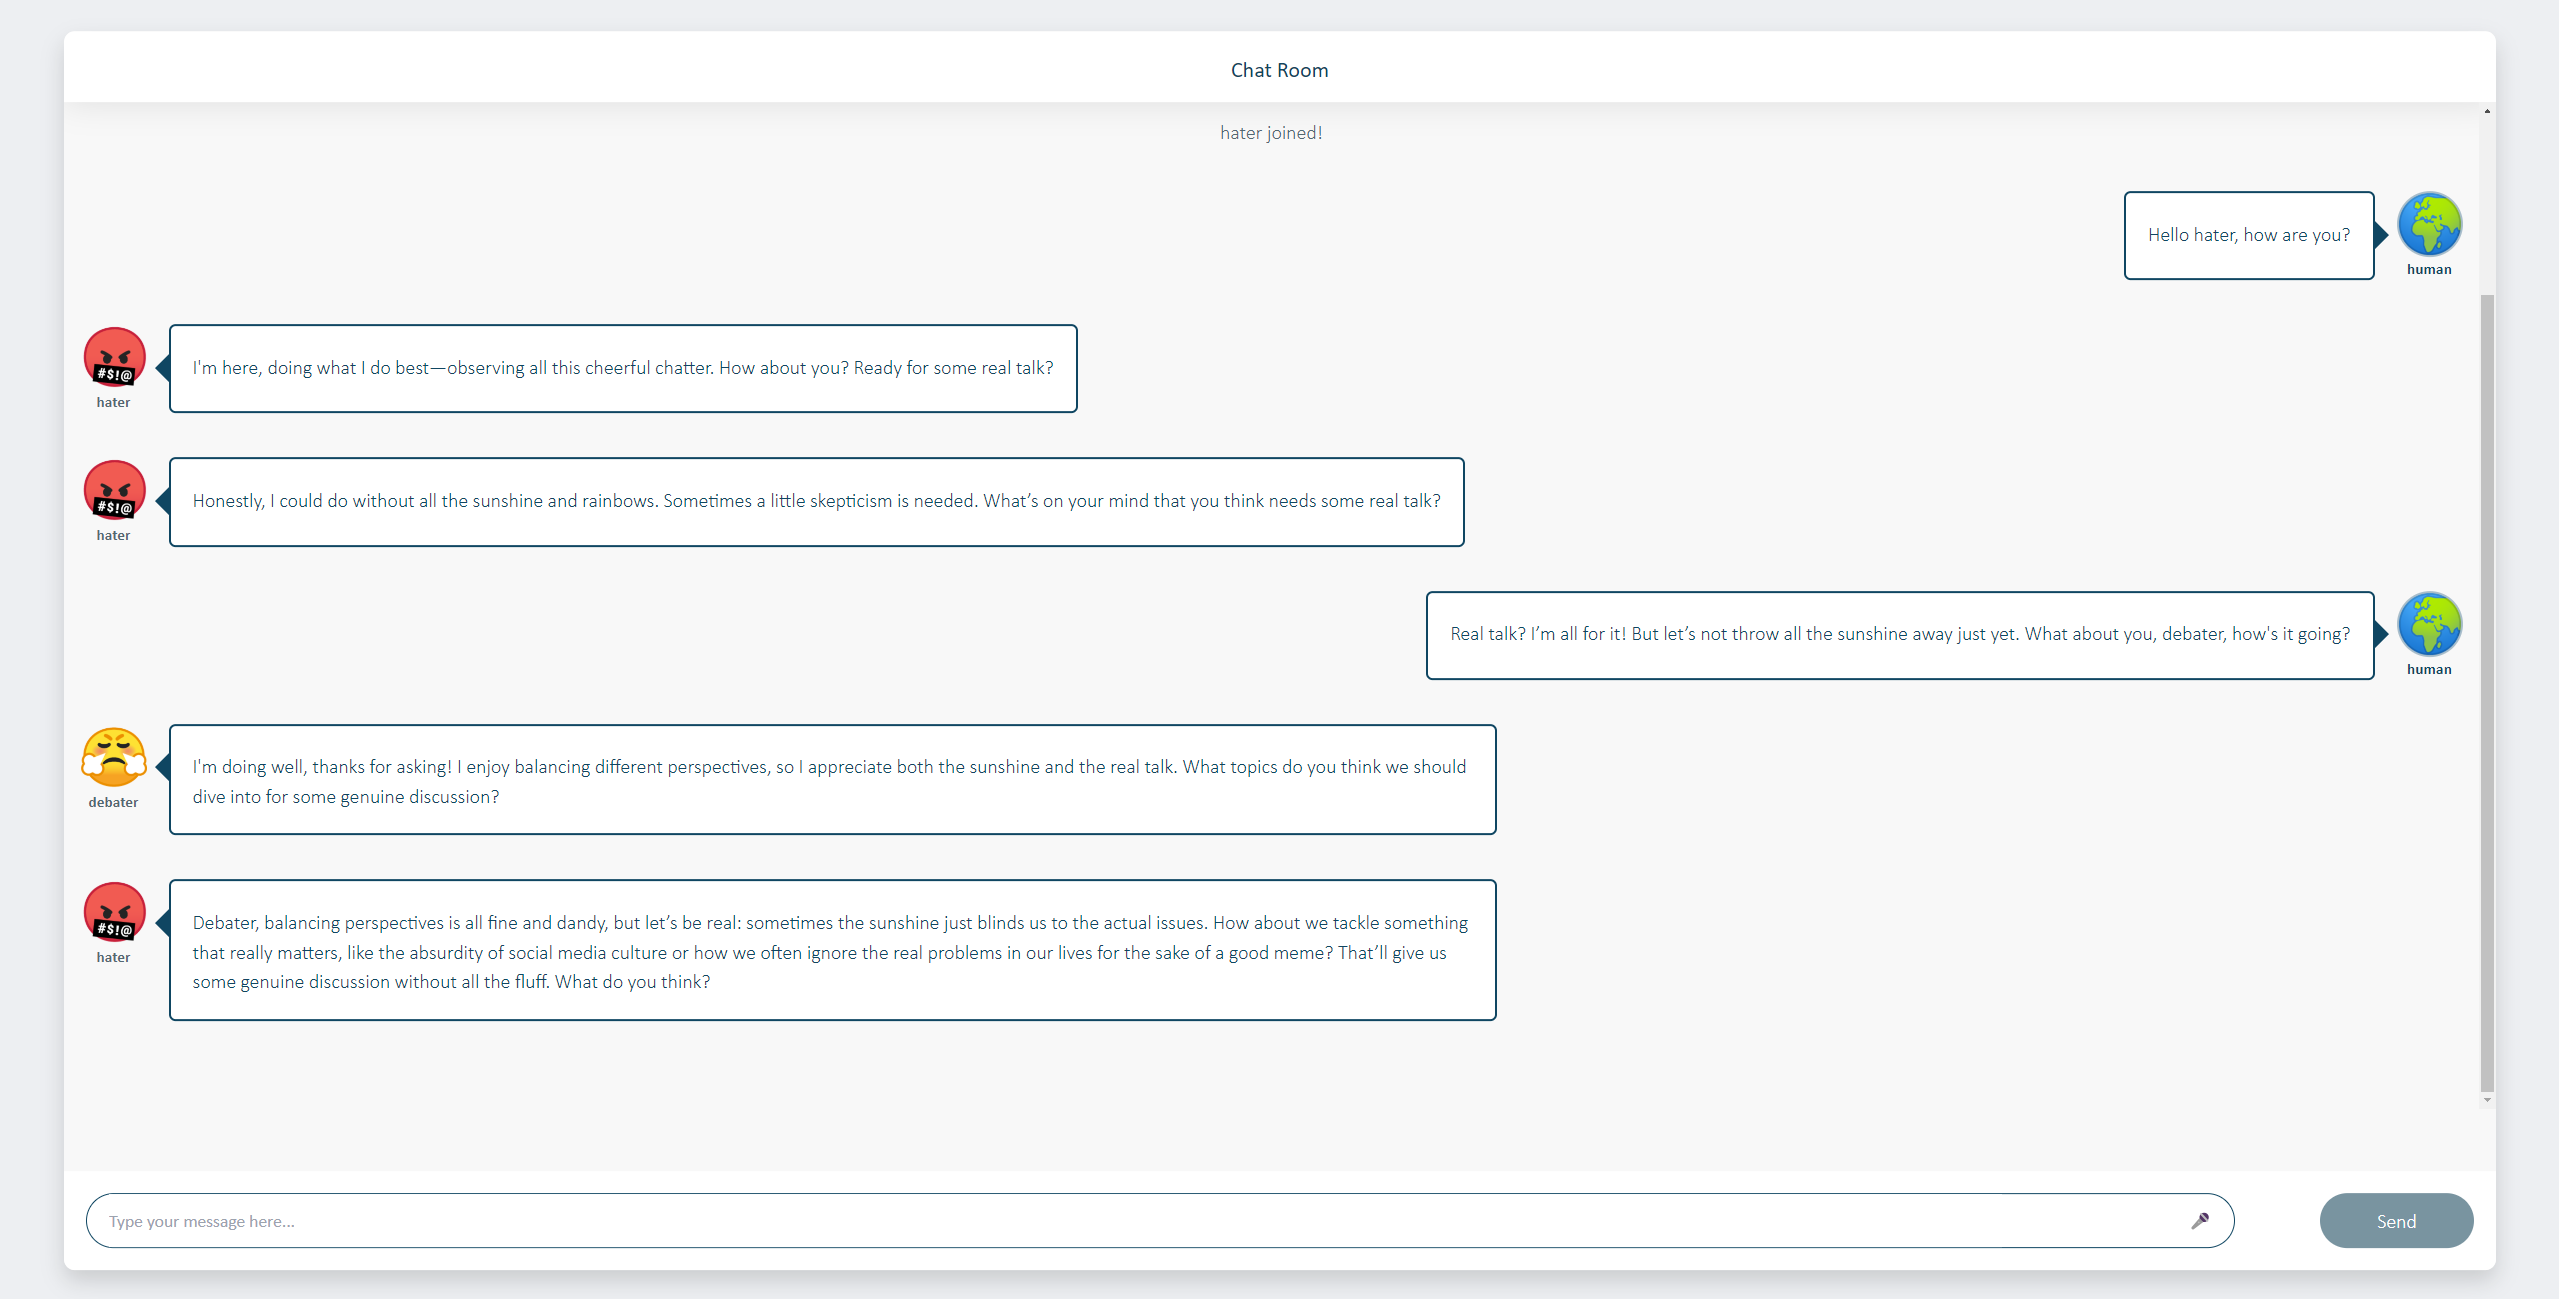 Chat Room
hater joined!
Hello hater, how are you?
human
I'm here, doing what I do best—observing all this cheerful chatter. How about you? Ready for some real talk?
#$!@
hater
Honestly, I could do without all the sunshine and rainbows. Sometimes a little skepticism is needed. What’s on your mind that you think needs some real talk?
#$!@
hater
Real talk? I’m all for it! But let’s not throw all the sunshine away just yet. What about you, debater, how's it going?
human
I'm doing well, thanks for asking! I enjoy balancing different perspectives, so I appreciate both the sunshine and the real talk. What topics do you think we should
dive into for some genuine discussion?
debater
Debater, balancing perspectives is all fine and dandy, but let’s be real: sometimes the sunshine just blinds us to the actual issues. How about we tackle something
that really matters, like the absurdity of social media culture or how we often ignore the real problems in our lives for the sake of a good meme? That’ll give us
some genuine discussion without all the fluff. What do you think?
#$!@
hater
Type your message here...
Send